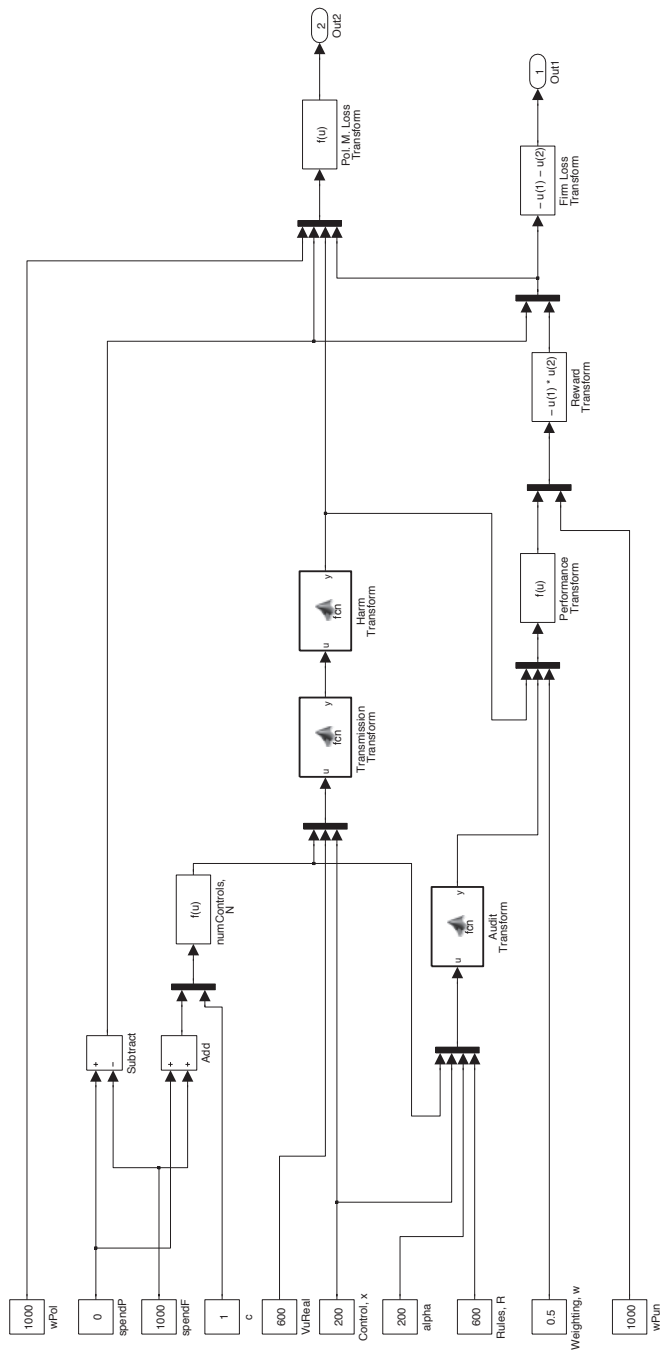 2
Out2
f(u)
Pol. M. Loss
Transform
1
Out1
- u(1) - u(2)
Firm Loss
Transform
- u(1) * u(2)
Reward
Transform
f(u)
Performance
Transform
u
fcn
y
Harm
Transform
u
fcn
y
Transmission
Transform
f(u)
numControls,
N
u
fcn
y
Audit
Transform
+
-
Subtract
+
+
Add
1000
wPol
0
spendP
1000
spendF
1
c
600
VuReal
200
Control, x
200
alpha
600
Rules, R
0.5
Weighting, w
1000
wPun